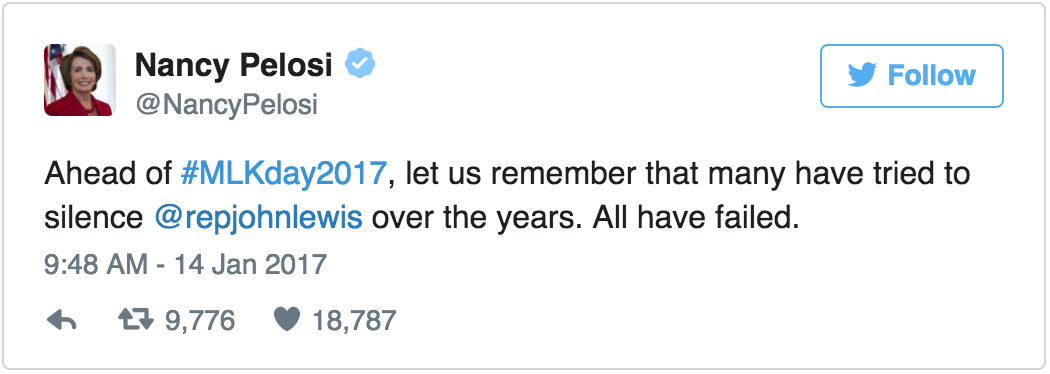 Nancy Pelosi
@NancyPelosi
Follow
Ahead of #MLKday2017, let us remember that many have tried to
silence @repjohnlewis over the years. All have failed.
9:48 AM - 14 Jan 2017
9,776 18,787